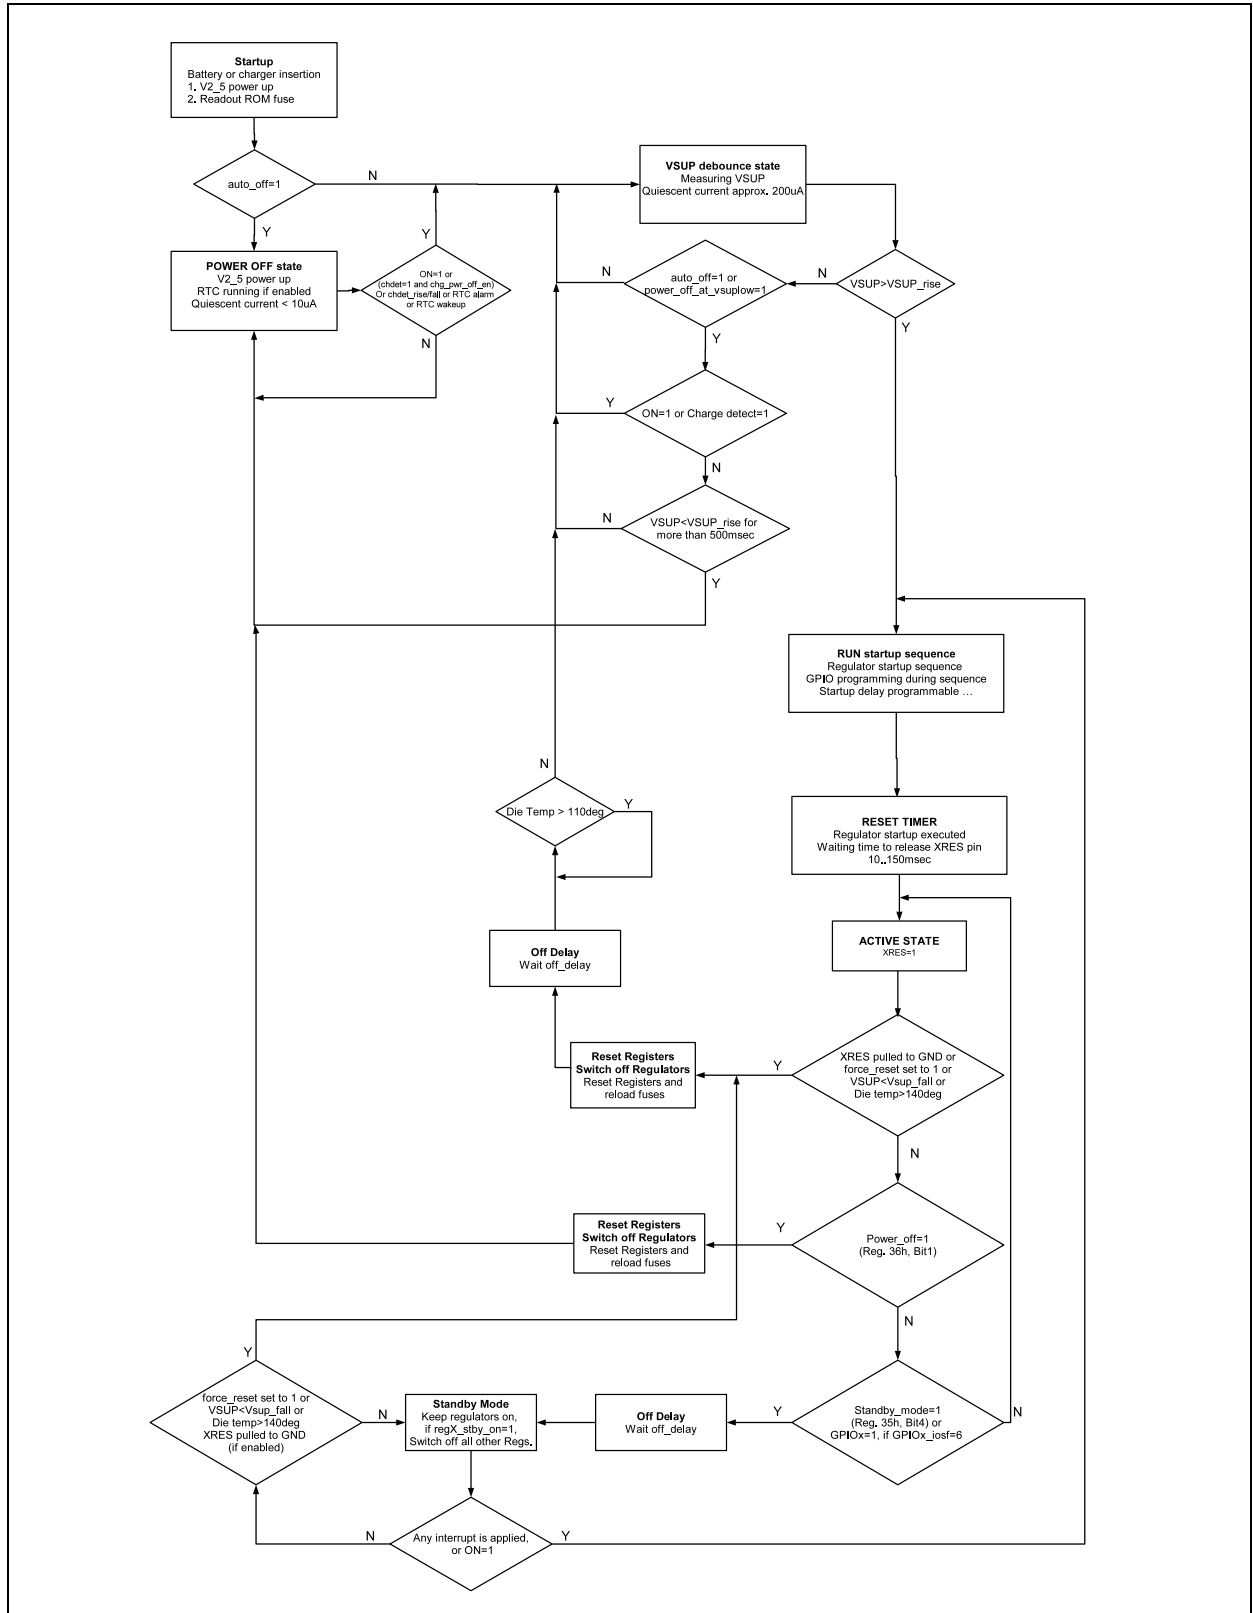 Startup
Battery or charger insertion
1. V2_5 power up
2. Readout ROM fuse
auto_off=1
N
Y
VSUP debounce state
Measuring VSUP
Quiescent current approx. 200uA
POWER OFF state
V2_5 power up
RTC running if enabled
Quiescent current < 10uA
Y
ON=1 or
(chdet=1 and chg_pwr_off_en)
Or chdet_rise/fall or RTC alarm
or RTC wakeup
N
N
auto_off=1 or
power_off_at_vsuplow=1
Y
N
VSUP>VSUP_rise
Y
Y
ON=1 or Charge detect=1
N
N
VSUP<VSUP_rise for
more than 500msec
Y
RUN startup sequence
Regulator startup sequence
GPIO programming during sequence
Startup delay programmable ...
N
Die Temp > 110deg
Y
RESET TIMER
Regulator startup executed
Waiting time to release XRES pin
10..150msec
Off Delay
Wait off_delay
ACTIVE STATE
XRES=1
Reset Registers
Switch off Regulators
Reset Registers and
reload fuses
Y
XRES pulled to GND or
force_reset set to 1 or
VSUP<Vsup_fall or
Die temp>140deg
N
Reset Registers
Switch off Regulators
Reset Registers and
reload fuses
Y
Power_off=1
(Reg. 36h, Bit1)
N
Y
force_reset set to 1 or
VSUP<Vsup_fall or
Die temp>140deg
XRES pulled to GND
(if enabled)
N
Standby Mode
Keep regulators on,
if regX_stby_on=1,
Switch off all other Regs.
Off Delay
Wait off_delay
Y
Standby_mode=1
(Reg. 35h, Bit4) or
GPIOx=1, if GPIOx_iosf=6
N
N
Any interrupt is applied,
or ON=1
Y